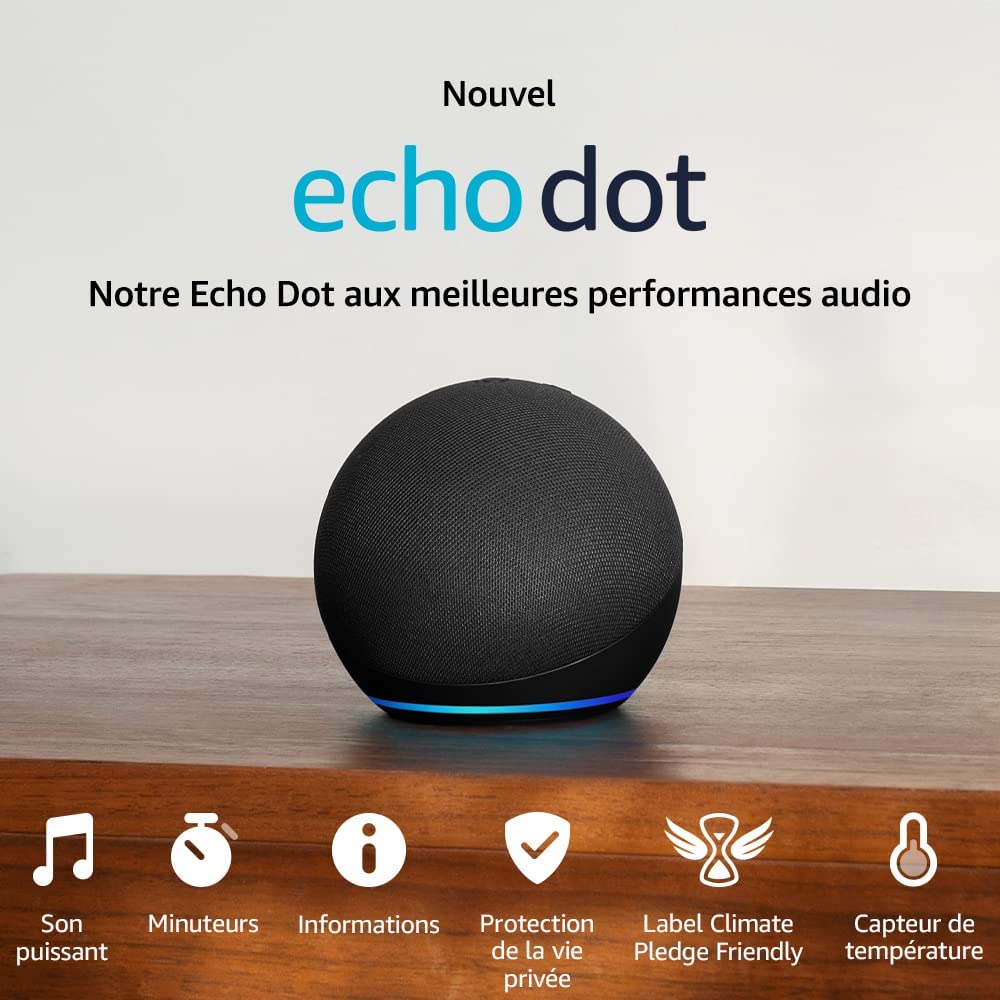 Nouvel
echo dot
Notre Echo Dot aux meilleures performances audio
Son
puissant
Minuteurs
Informations
Protection
de la vie
privée
Label Climate
Pledge Friendly
Capteur de
température